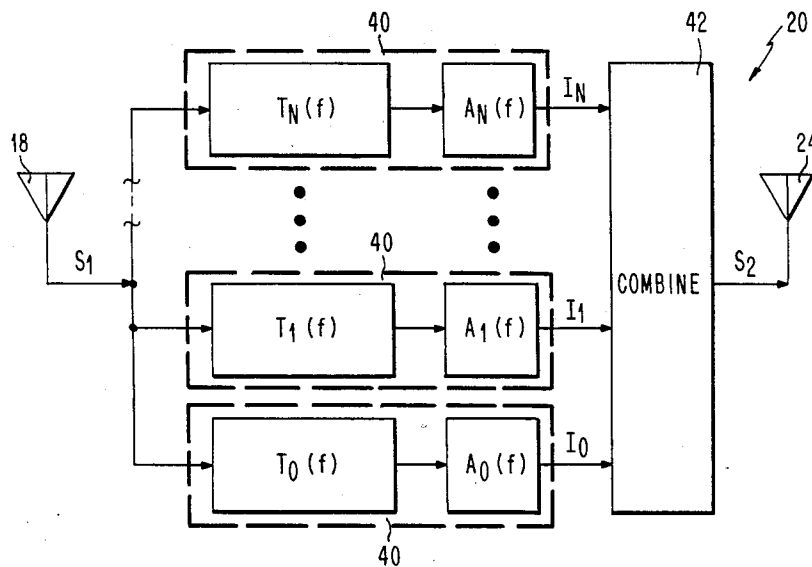 40
42
20
T_N(f)
A_N(f)
I_N
18
24
S_1
40
COMBINE
S_2
T_1(f)
A_1(f)
I_1
T_0(f)
A_0(f)
I_0
40